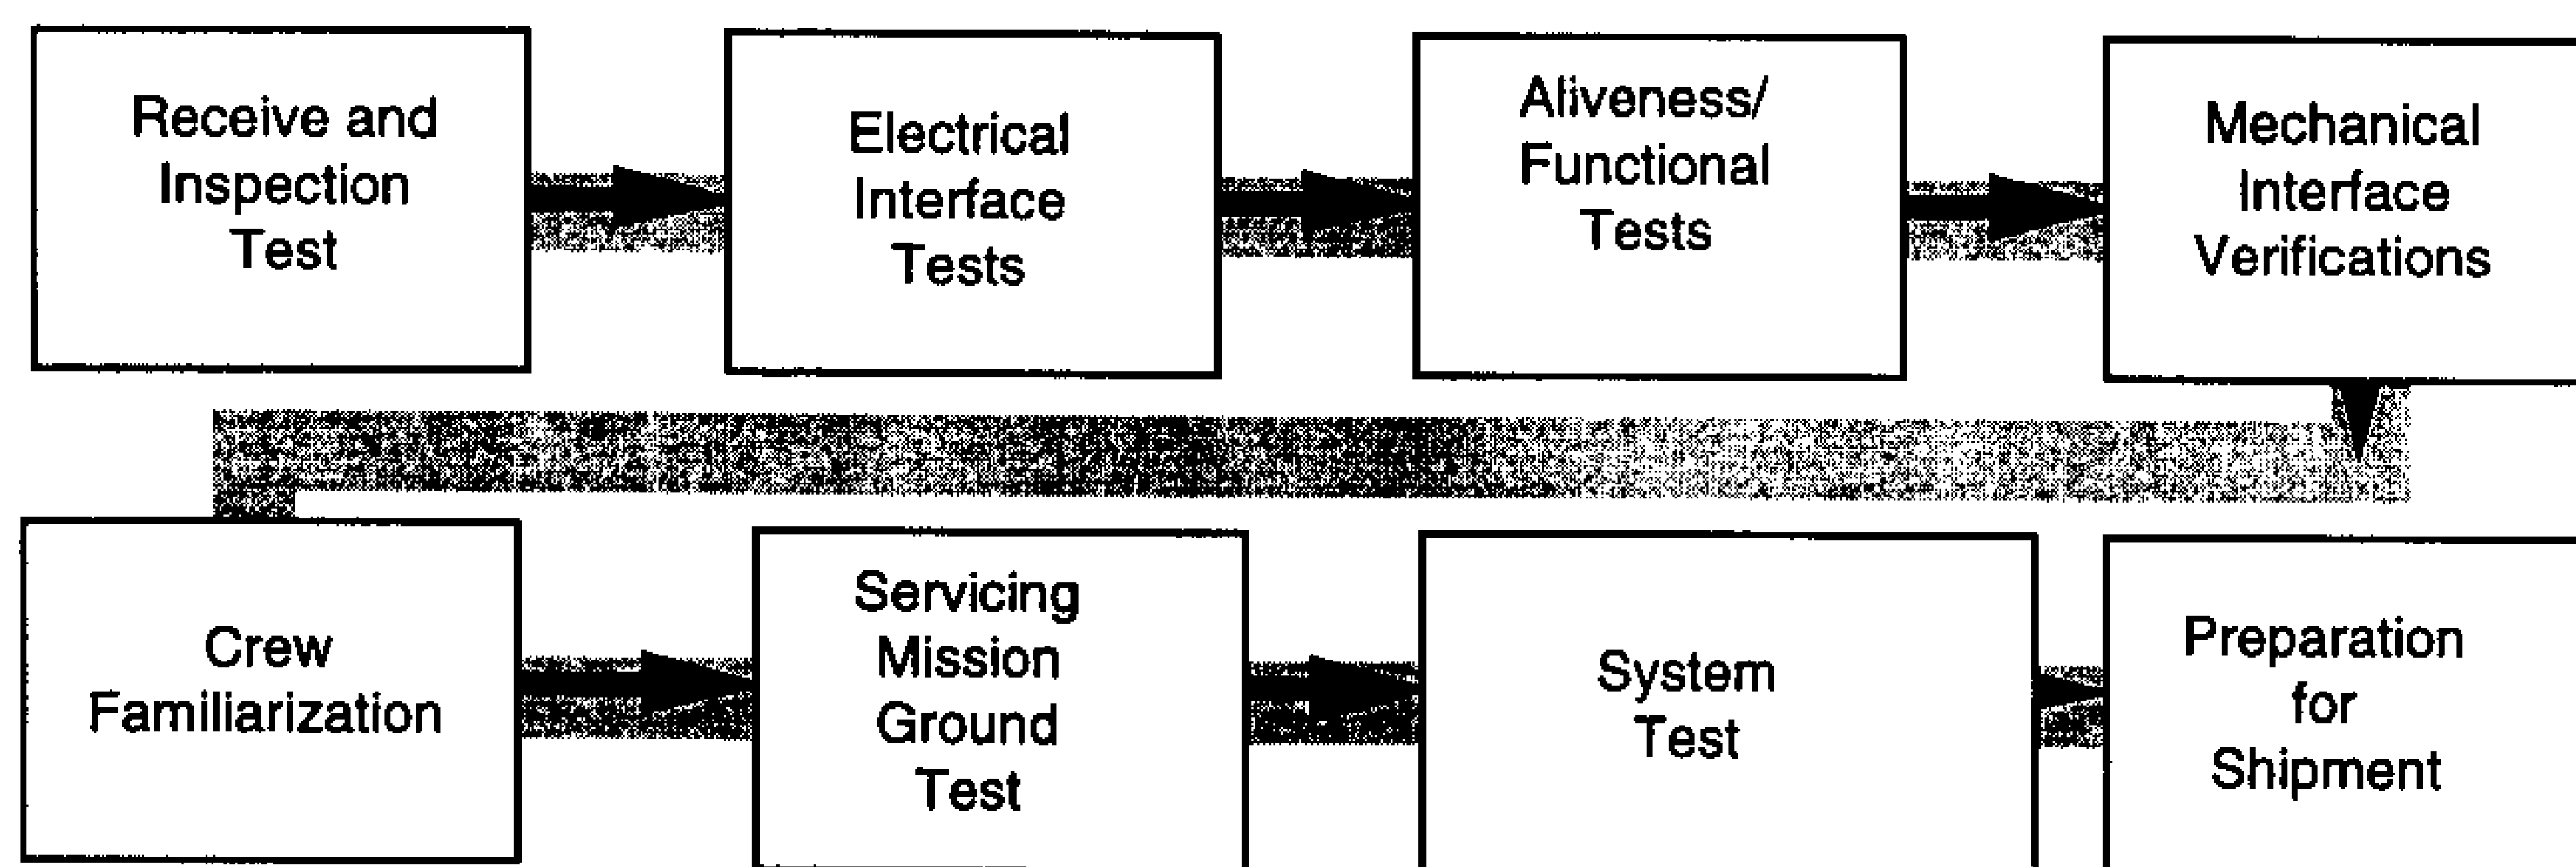 Receive and
Inspection
Test
Electrical
Interface
Tests
Aliveness/
Functional
Tests
Mechanical
Interface
Verifications
Crew
Familiarization
Servicing
Mission
Ground
Test
System
Test
Preparation
for
Shipment